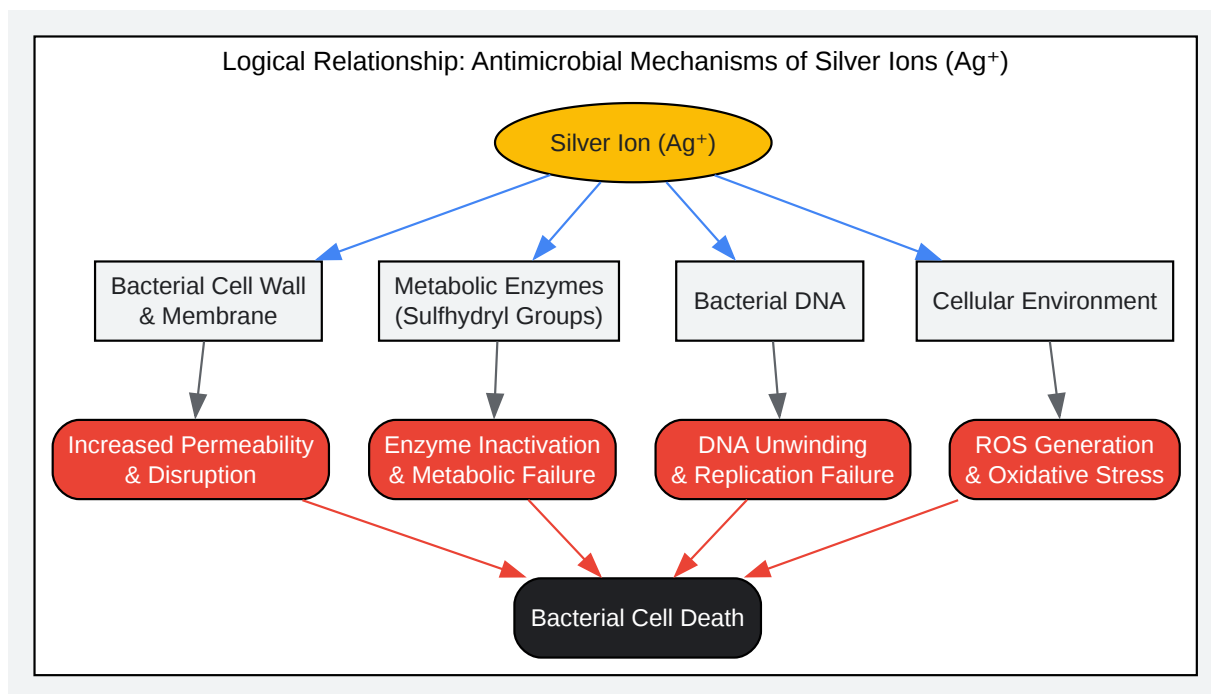 Logical Relationship: Antimicrobial Mechanisms of Silver Ions (Ag⁺)
Silver Ion (Ag⁺)
Bacterial Cell Wall
& Membrane
Metabolic Enzymes
(Sulfhydryl Groups)
Bacterial DNA
Cellular Environment
Increased Permeability
& Disruption
Enzyme Inactivation
& Metabolic Failure
DNA Unwinding
& Replication Failure
ROS Generation
& Oxidative Stress
Bacterial Cell Death